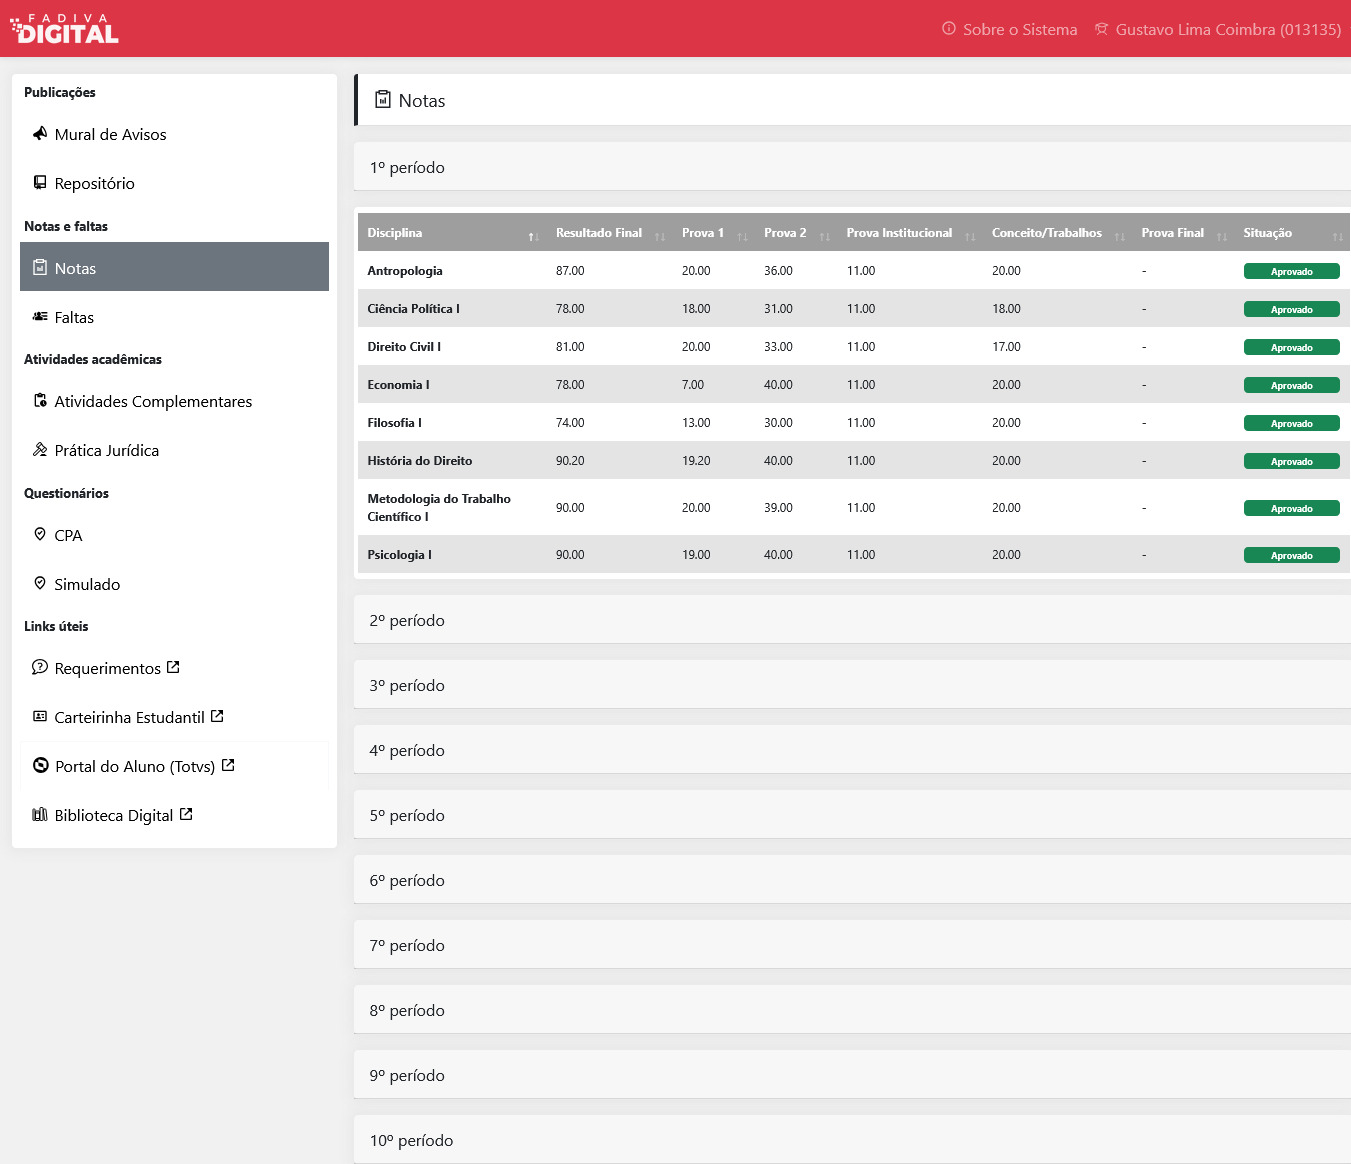 FADIVA
DIGITAL
Sobre o Sistema
Gustavo Lima Coimbra (013135)
Publicações
Mural de Avisos
Repositório
Notas e faltas
Notas
Faltas
Atividades acadêmicas
Atividades Complementares
Prática Jurídica
Questionários
CPA
Simulado
Links úteis
Requerimentos
Carteirinha Estudantil
Portal do Aluno (Totvs)
Biblioteca Digital
Notas
1º período
Disciplina Resultado Final Prova 1 Prova 2 Prova Institucional Conceito/Trabalhos Prova Final Situação
Antropologia 87.00 20.00 36.00 11.00 20.00 - Aprovado
Ciência Política I 78.00 18.00 31.00 11.00 18.00 - Aprovado
Direito Civil I 81.00 20.00 33.00 11.00 17.00 - Aprovado
Economia I 78.00 7.00 40.00 11.00 20.00 - Aprovado
Filosofia I 74.00 13.00 30.00 11.00 20.00 - Aprovado
História do Direito 90.20 19.20 40.00 11.00 20.00 - Aprovado
Metodologia do Trabalho
Científico I 90.00 20.00 39.00 11.00 20.00 - Aprovado
Psicologia I 90.00 19.00 40.00 11.00 20.00 - Aprovado
2º período
3º período
4º período
5º período
6º período
7º período
8º período
9º período
10º período